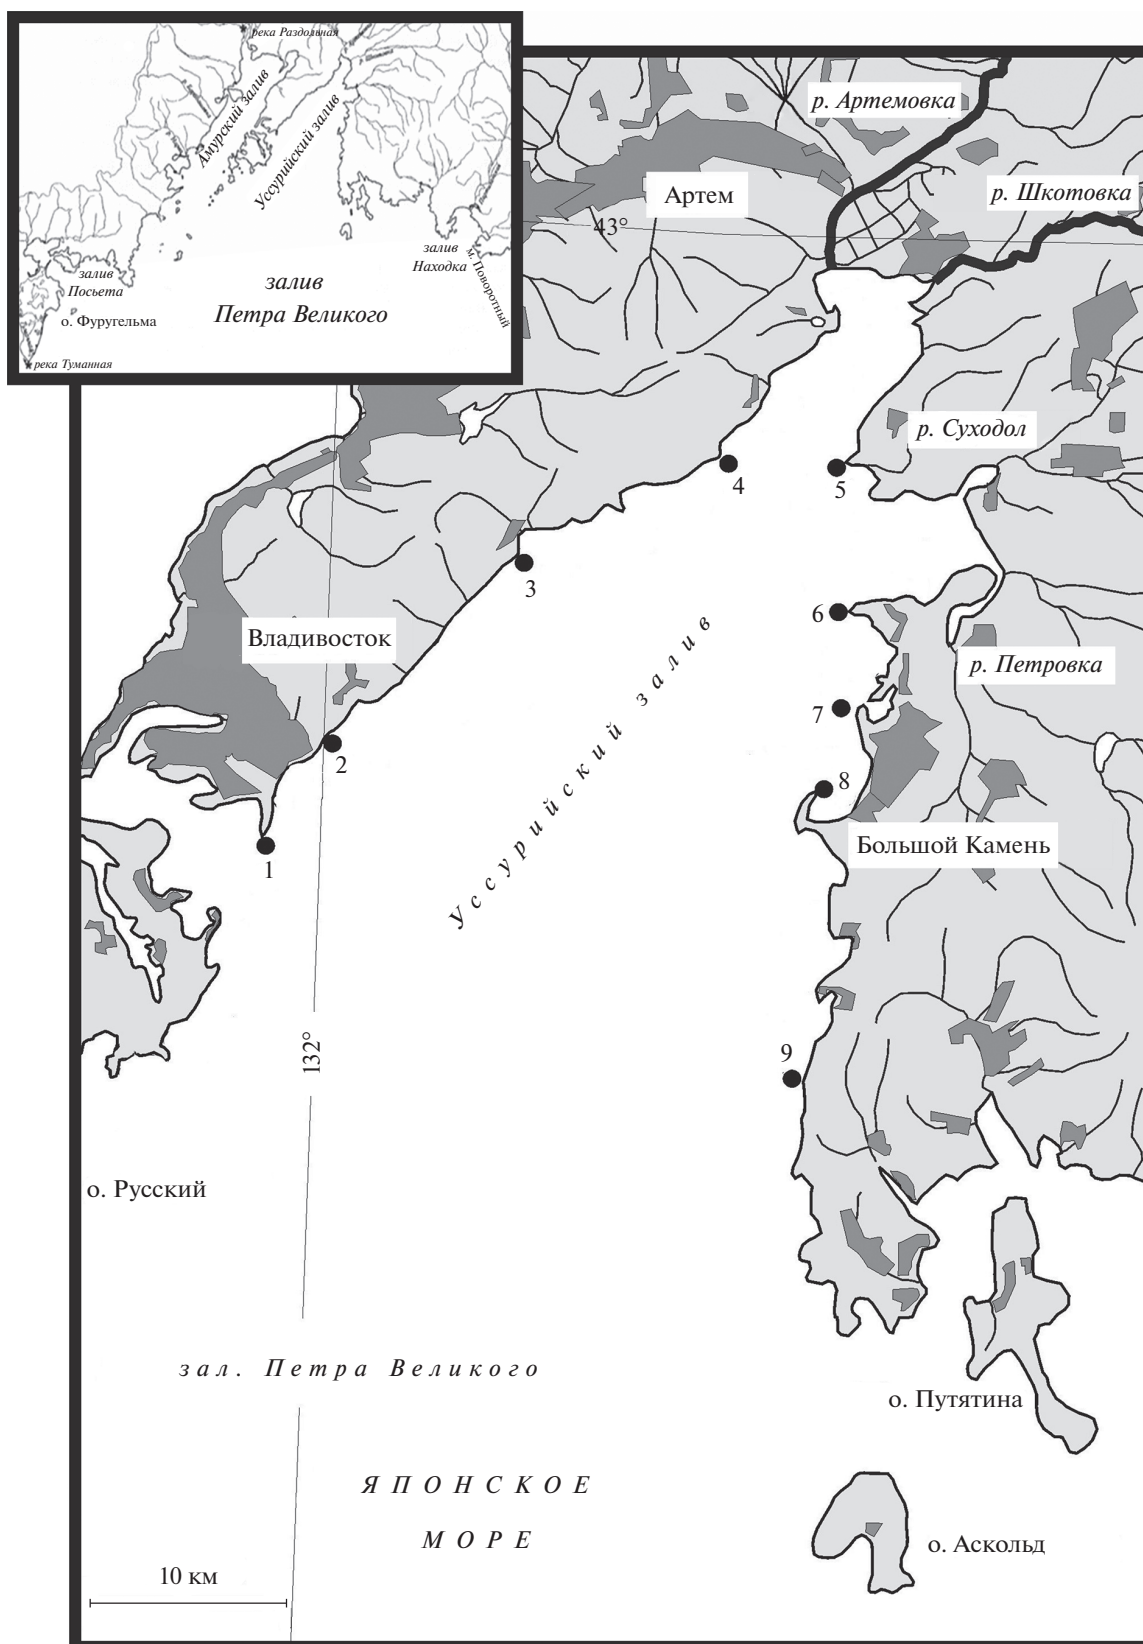 река Раздольная
Амурский залив
Уссурийский залив
залив
Находка
м. Поворотный
залив
Посьета
залив
Петра Великого
о. Фуругельма
река Туманная
р. Артемовка
р. Шкотовка
Артем
43°
р. Суходол
4
5
3
6
Владивосток
р. Петровка
7
2
8
Уссурийский залив
Большой Камень
1
132°
9
о. Русский
зал. Петра Великого
о. Путятина
ЯПОНСКОЕ
МОРЕ
о. Аскольд
10 км